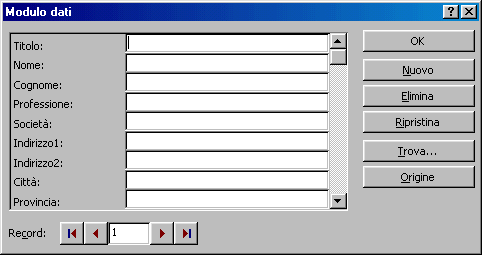 Modulo dati
Titolo:
Nome:
Cognome:
Professione:
Società:
Indirizzo1:
Indirizzo2:
Città:
Provincia:
OK
Nuovo
Elimina
Ripristina
Trova...
Origine
Record: 1